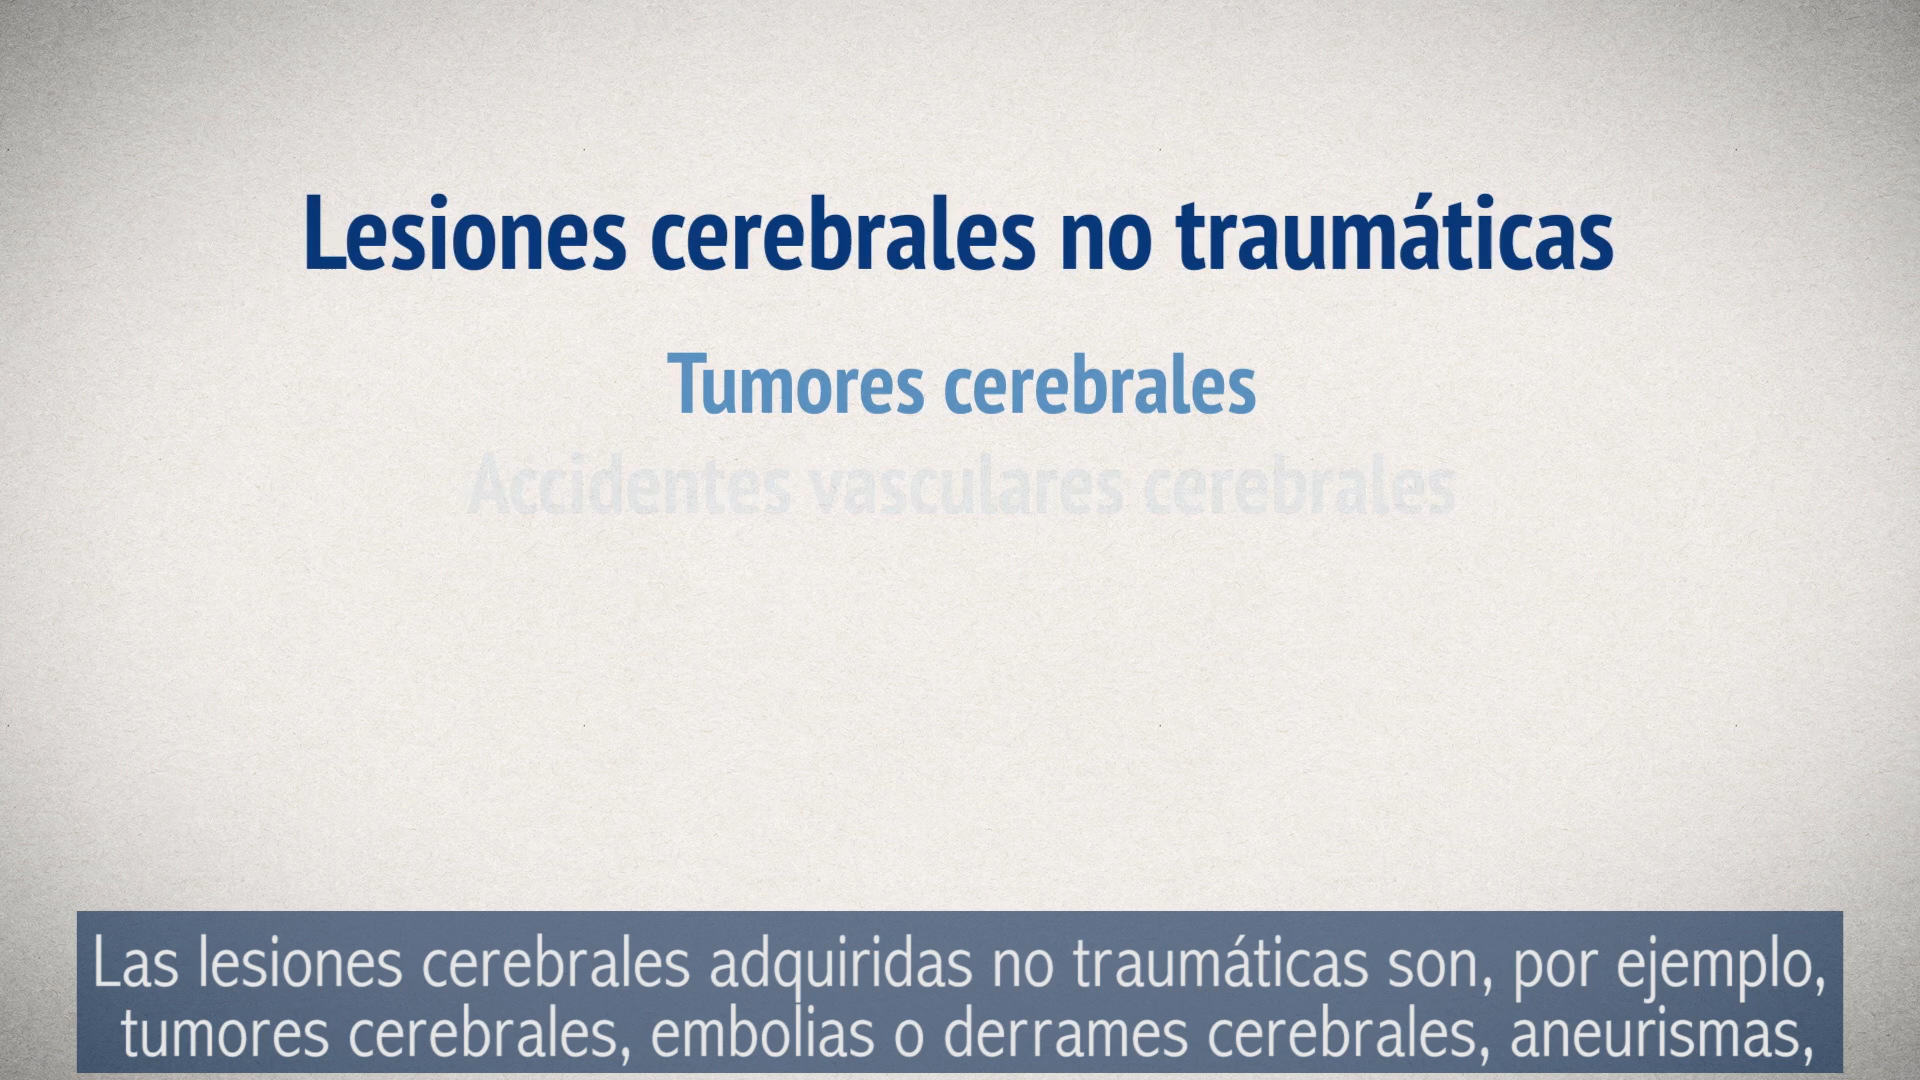 Lesiones cerebrales no traumáticas
Tumores cerebrales
Accidentes vasculares cerebrales
Las lesiones cerebrales adquiridas no traumáticas son, por ejemplo,
tumores cerebrales, embolias o derrames cerebrales, aneurismas,